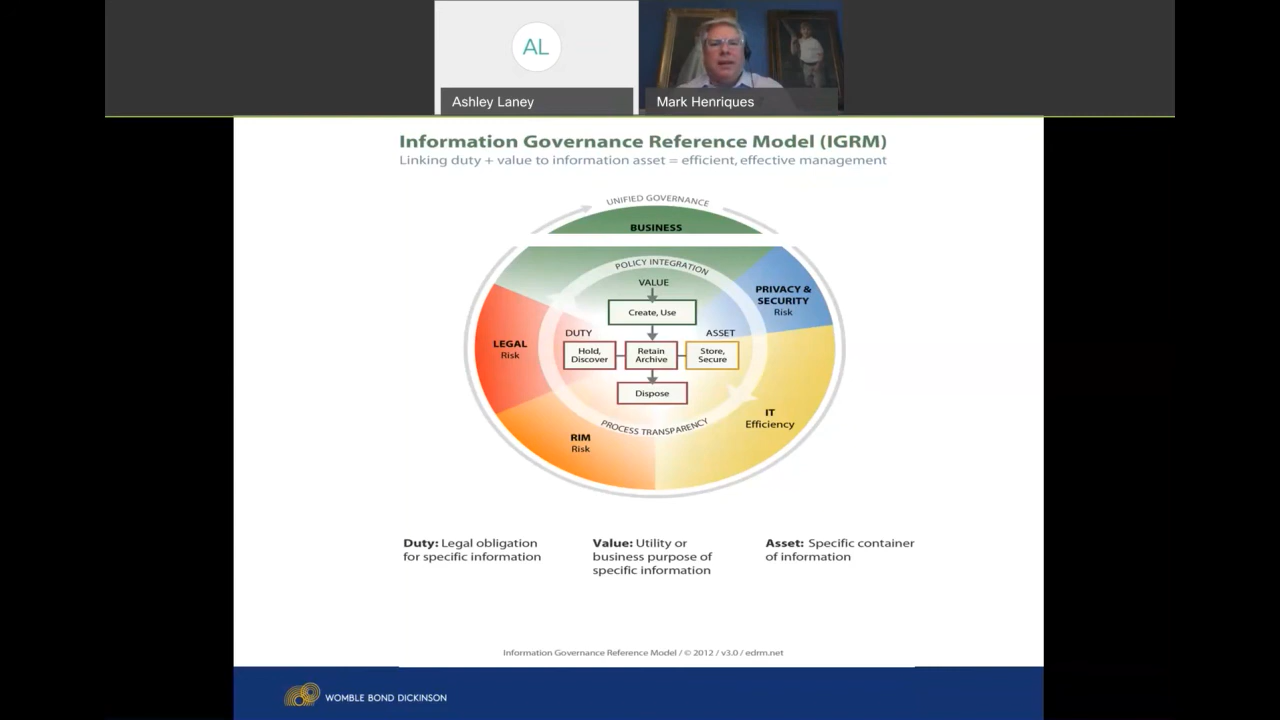 AL
Ashley Laney
Mark Henriques
Information Governance Reference Model (IGRM)
Linking duty + value to information asset = efficient, effective management
UNIFIED GOVERNANCE
BUSINESS
POLICY INTEGRATION
VALUE
PRIVACY &
SECURITY
Risk
Create, Use
DUTY
ASSET
LEGAL
Risk
Hold,
Discover
Retain
Archive
Store,
Secure
Dispose
IT
Efficiency
PROCESS TRANSPARENCY
RIM
Risk
Duty: Legal obligation
for specific information
Value: Utility or
business purpose of
specific information
Asset: Specific container
of information
Information Governance Reference Model / © 2012 / v3.0 / edrm.net
WOMBLE BOND DICKINSON